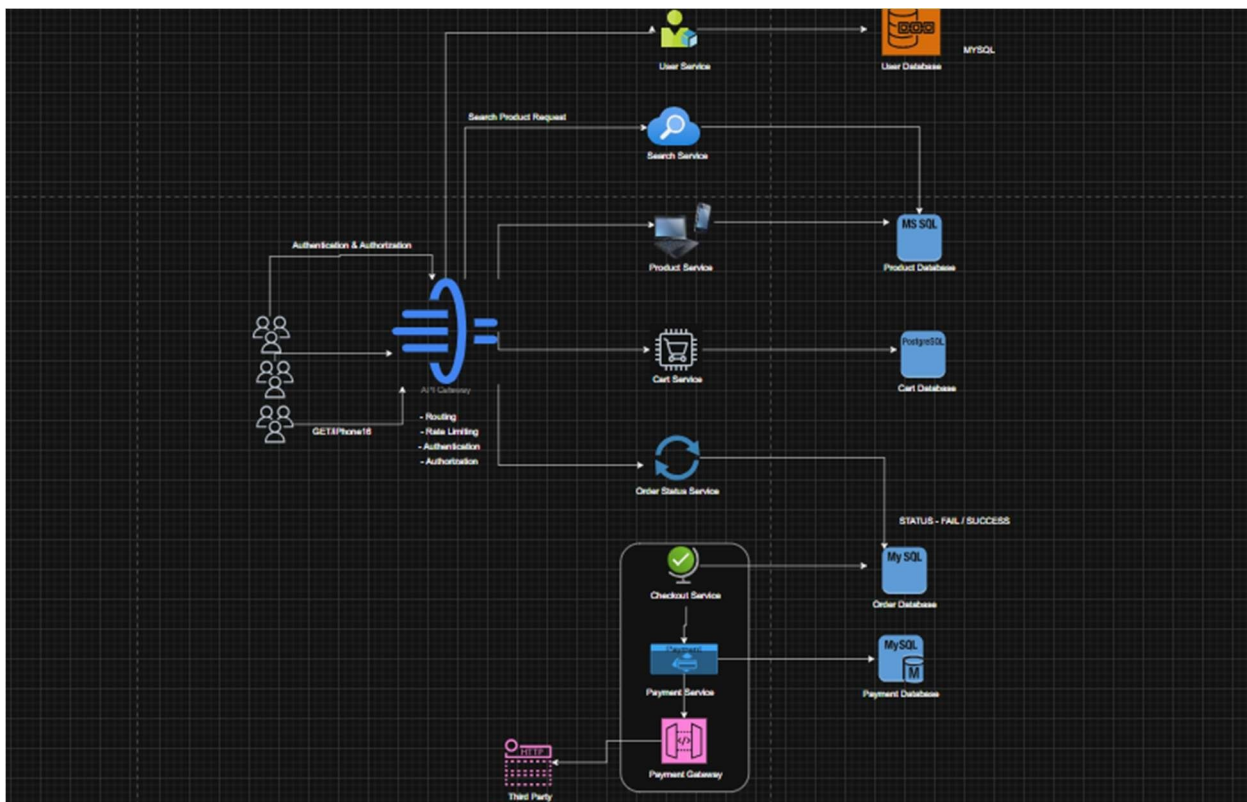 User Service
User Database
MYSQL
Search Product Request
Search Service
MS SQL
Product Service
Product Database
Authentication & Authorization
PostgreSQL
Cart Service
Cart Database
API Gateway
- Routing
- Rate Limiting
- Authentication
- Authorization
GET/iPhone16
Order Status Service
STATUS - FAIL / SUCCESS
My SQL
Checkout Service
Order Database
Payment
MySQL
M
Payment Service
Payment Database
HTTP
</>
Payment Gateway
Third Party